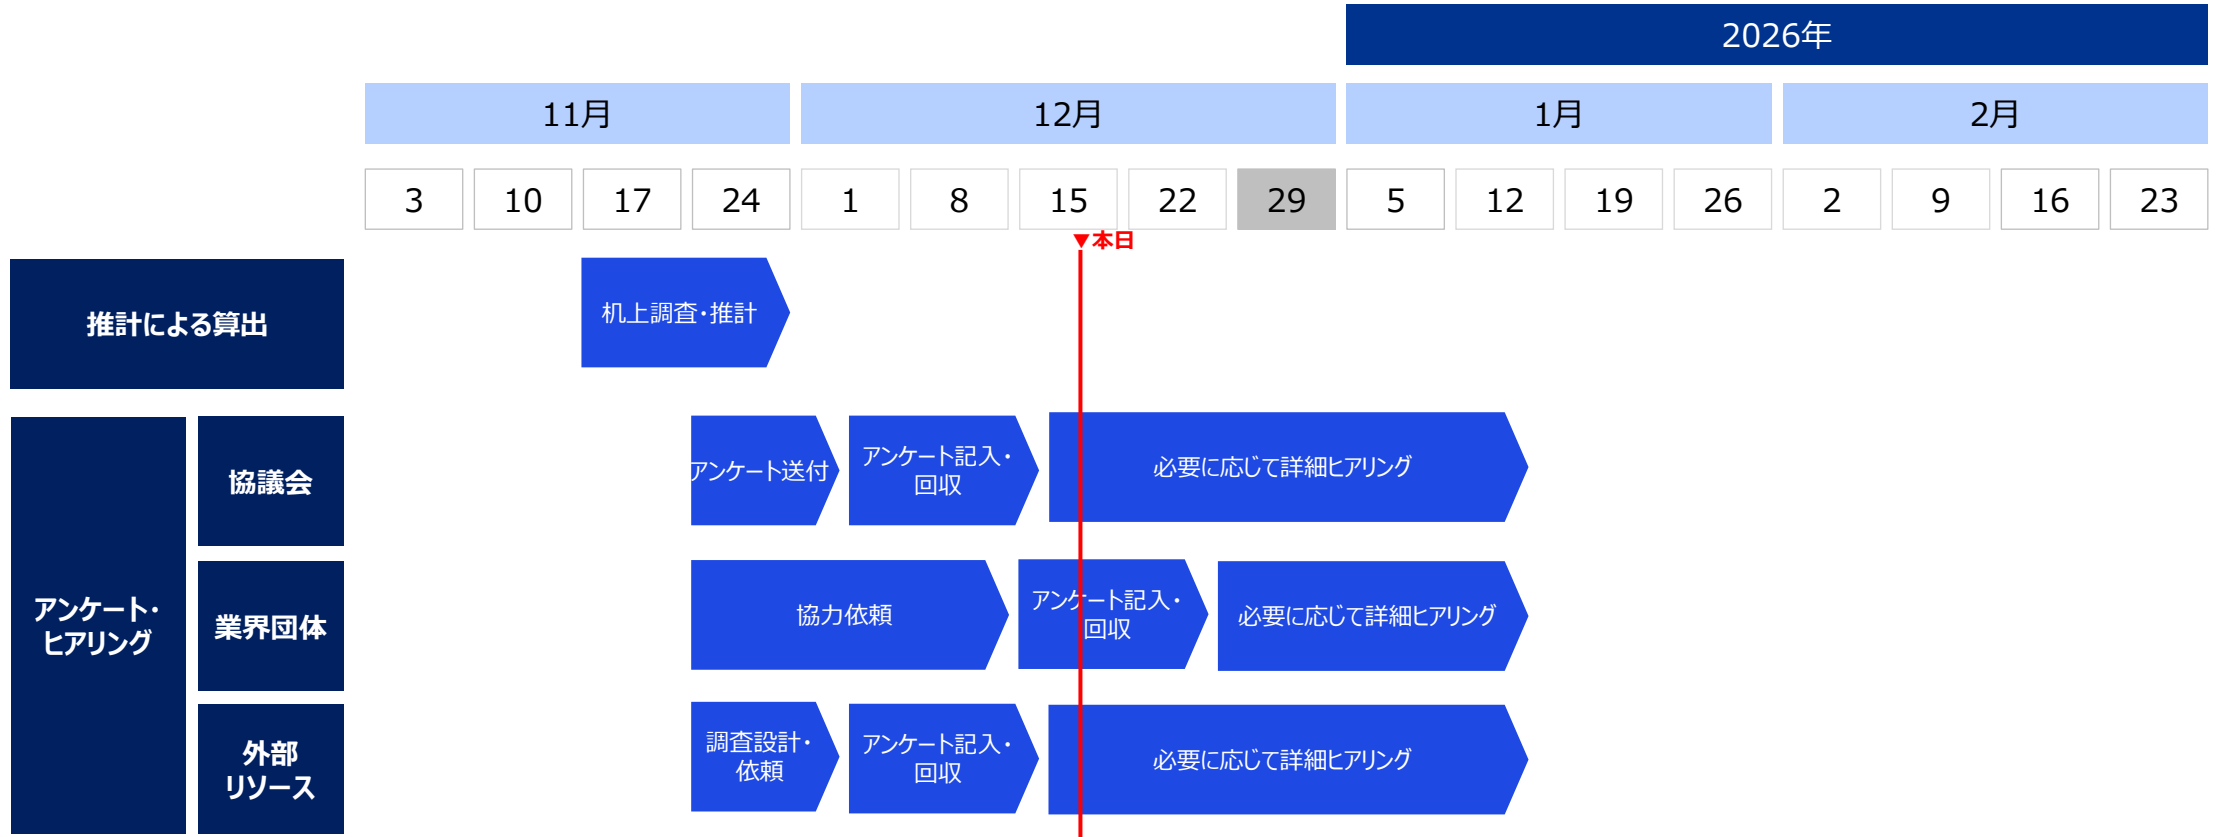 2026年
11月
12月
1月
2月
3
10
17
24
1
8
15
22
29
5
12
19
26
2
9
16
23
▼本日
推計による算出
机上調査・推計
アンケート・
ヒアリング
協議会
アンケート送付
アンケート記入・
回収
必要に応じて詳細ヒアリング
業界団体
協力依頼
アンケート記入・
回収
必要に応じて詳細ヒアリング
外部
リソース
調査設計・
依頼
アンケート記入・
回収
必要に応じて詳細ヒアリング